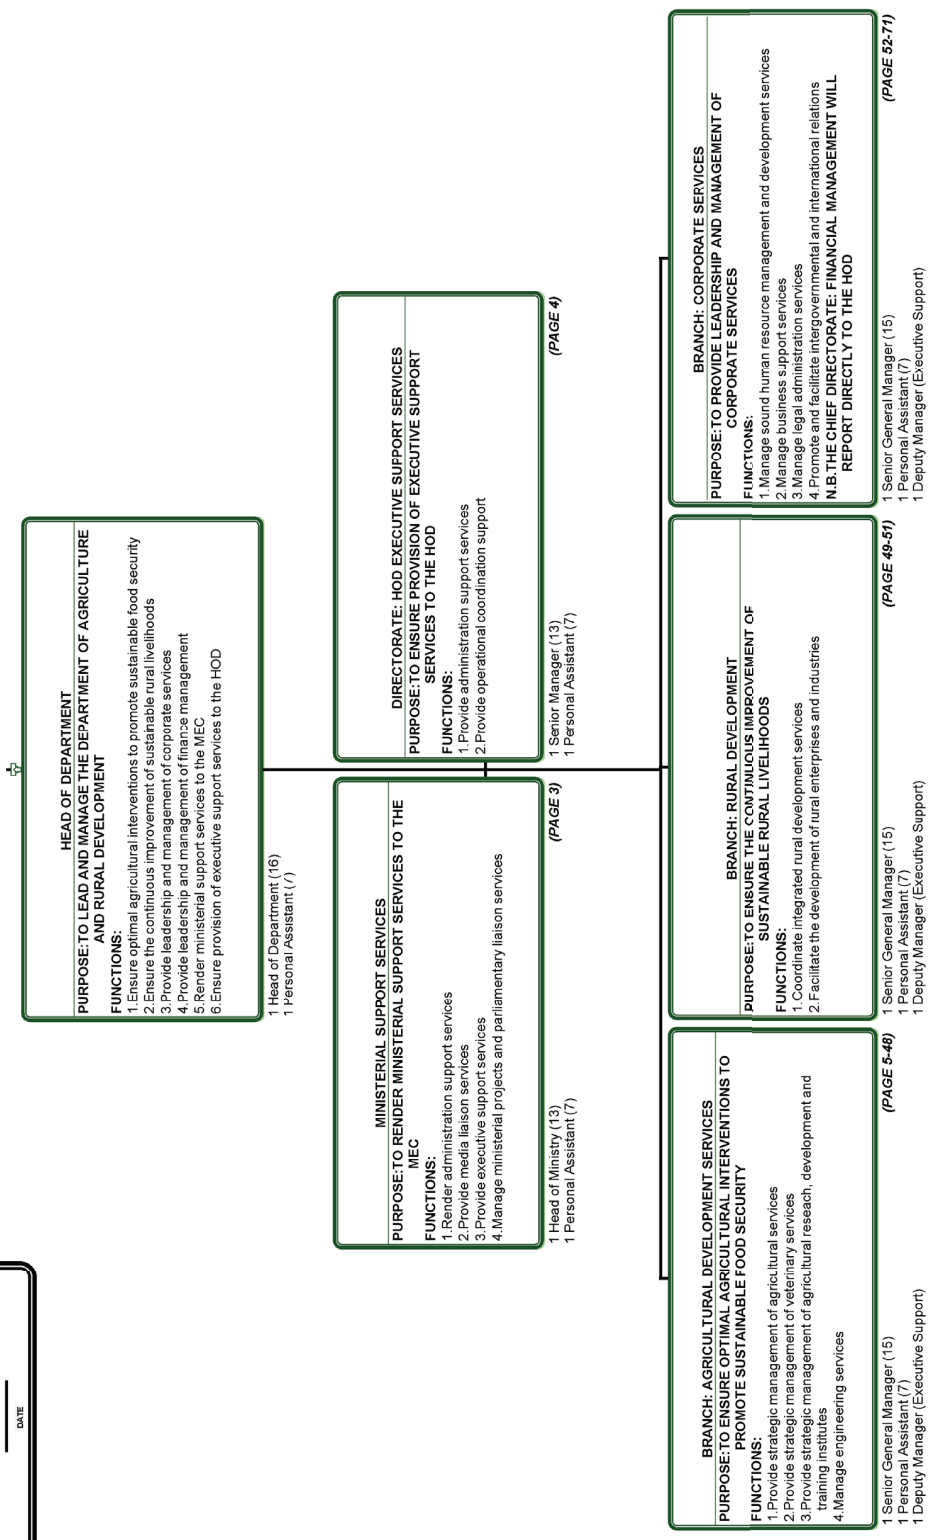 DATE
HEAD OF DEPARTMENT
PURPOSE:TO LEAD AND MANAGE THE DEPARTMENT OF AGRICULTURE
AND RURAL DEVELOPMENT
FUNCTIONS:
1.Ensure optimal agricultural interventions to promote sustainable food security
2.Ensure the continuous improvement of sustainable rural livelihoods
3.Provide leadership and management of corporate services
4.Provide leadership and management of finance management
5.Render ministerial support services to the MEC
6.Ensure provision of executive support services to the HOD
1 Head of Department (16)
1 Personal Assistant (7)
MINISTERIAL SUPPORT SERVICES
PURPOSE:TO RENDER MINISTERIAL SUPPORT SERVICES TO THE
MEC
FUNCTIONS:
1.Render administration support services
2.Provide media liaison services
3.Provide executive support services
4.Manage ministerial projects and parliamentary liaison services
(PAGE 3)
1 Head of Ministry (13)
1 Personal Assistant (7)
DIRECTORATE: HOD EXECUTIVE SUPPORT SERVICES
PURPOSE:TO ENSURE PROVISION OF EXECUTIVE SUPPORT
SERVICES TO THE HOD
FUNCTIONS:
1.Provide administration support services
2.Provide operational coordination support
(PAGE 4)
1 Senior Manager (13)
1 Personal Assistant (7)
BRANCH: AGRICULTURAL DEVELOPMENT SERVICES
PURPOSE:TO ENSURE OPTIMAL AGRICULTURAL INTERVENTIONS TO
PROMOTE SUSTAINABLE FOOD SECURITY
FUNCTIONS:
1.Provide strategic management of agricultural services
2.Provide strategic management of veterinary services
3.Provide strategic management of agricultural reseach, development and
training institutes
4.Manage engineering services
(PAGE 5-48)
1 Senior General Manager (15)
1 Personal Assistant (7)
1 Deputy Manager (Executive Support)
BRANCH: RURAL DEVELOPMENT
PURPOSE:TO ENSURE THE CONTINUOUS IMPROVEMENT OF
SUSTAINABLE RURAL LIVELIHOODS
FUNCTIONS:
1.Coordinate integrated rural development services
2.Facilitate the development of rural enterprises and industries
(PAGE 49-51)
1 Senior General Manager (15)
1 Personal Assistant (7)
1 Deputy Manager (Executive Support)
BRANCH: CORPORATE SERVICES
PURPOSE:TO PROVIDE LEADERSHIP AND MANAGEMENT OF
CORPORATE SERVICES
FUNCTIONS:
1.Manage sound human resource management and development services
2.Manage business support services
3.Manage legal administration services
4.Promote and facilitate intergovernmental and international relations
N.B.THE CHIEF DIRECTORATE: FINANCIAL MANAGEMENT WILL
REPORT DIRECTLY TO THE HOD
(PAGE 52-71)
1 Senior General Manager (15)
1 Personal Assistant (7)
1 Deputy Manager (Executive Support)